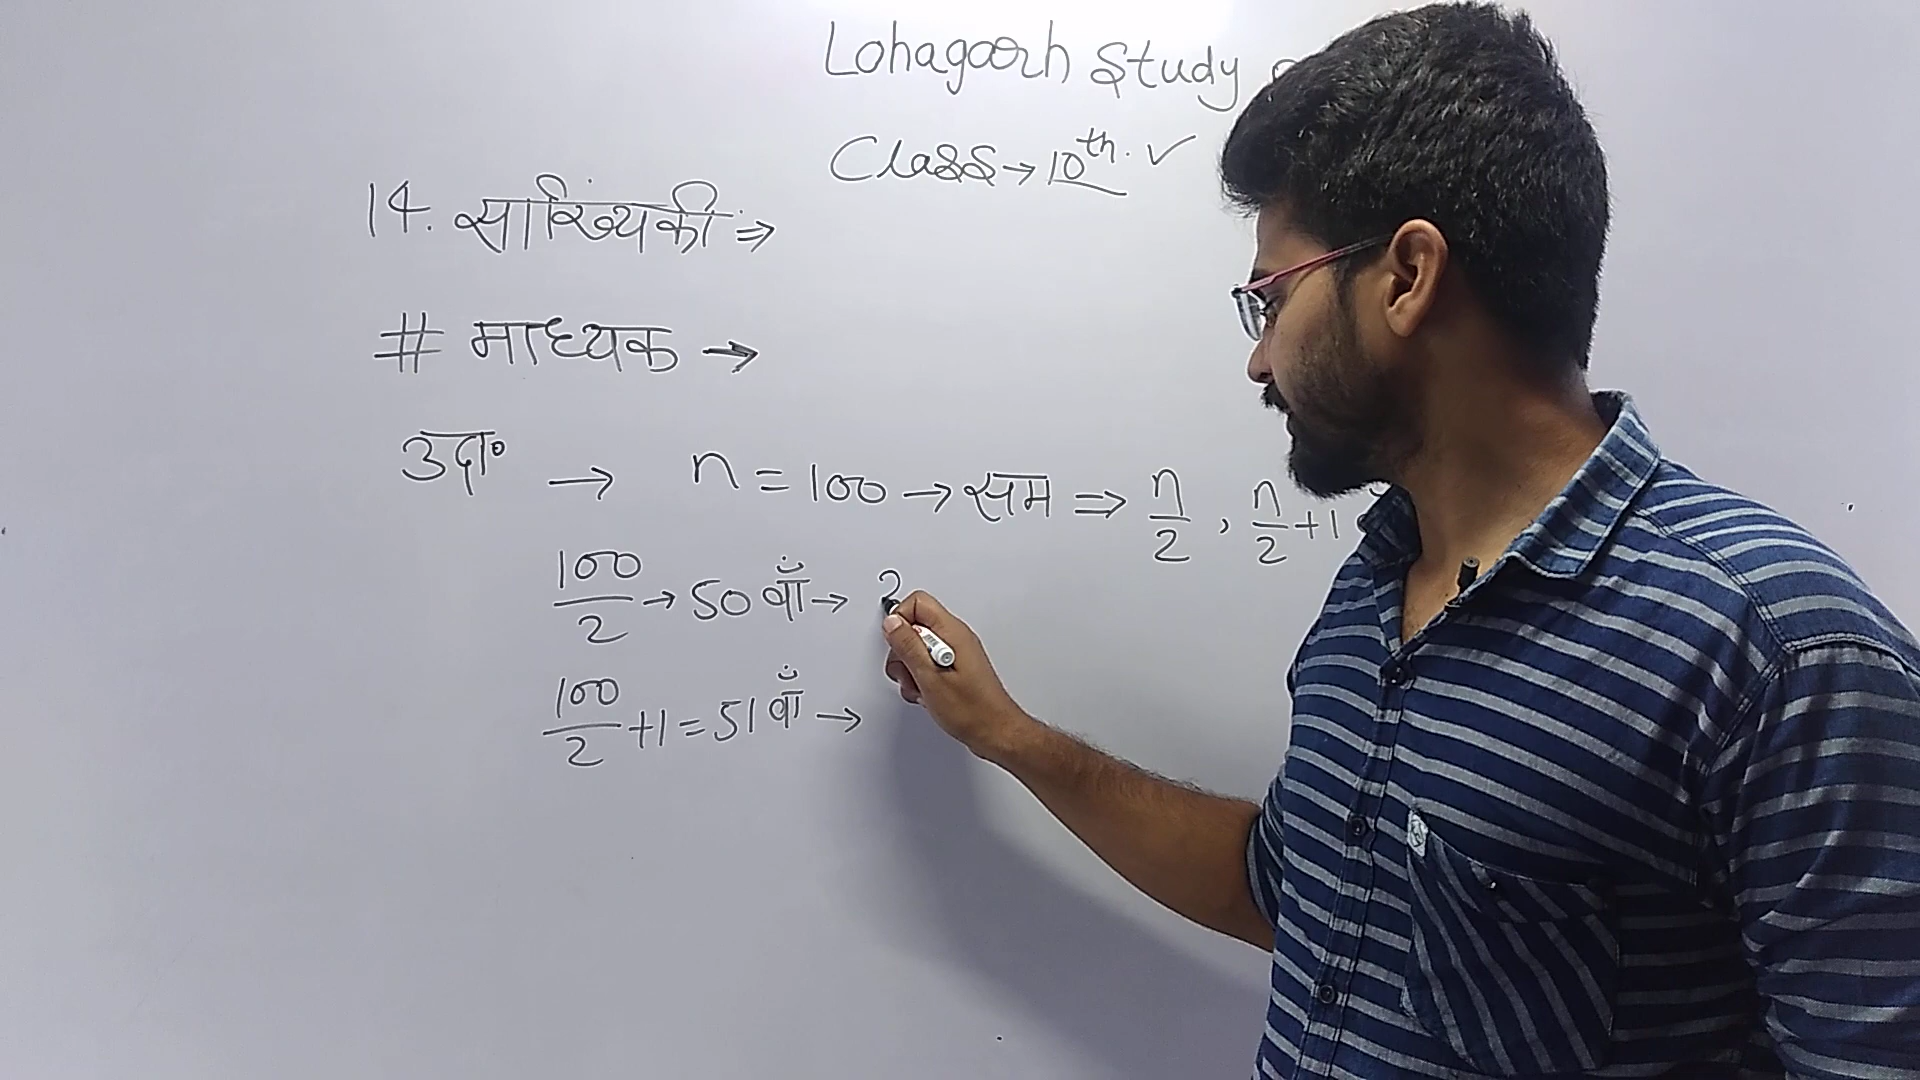 Lohagarh Study
Class → 10th. ✓
14. सांख्यिकी :⇒
# माध्यक →
उदा० → n = 100 → सम ⇒ n/2 , n/2 + 1
100/2 → 50 वाँ → 2
100/2 + 1 = 51 वाँ →